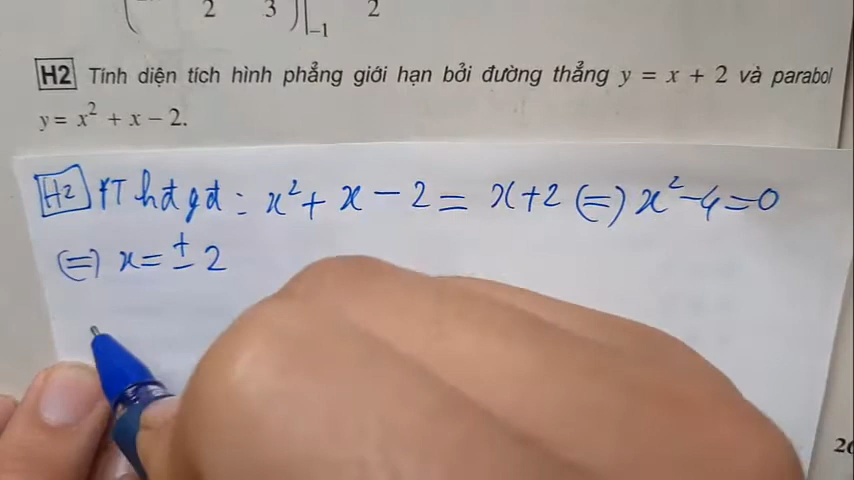 ( 2 3 )|₋₁ 2
H2 Tính diện tích hình phẳng giới hạn bởi đường thẳng y = x + 2 và parabol
y = x² + x − 2.
H2 PT hđgđ: x² + x − 2 = x + 2 (=) x² − 4 = 0
(=) x = ± 2